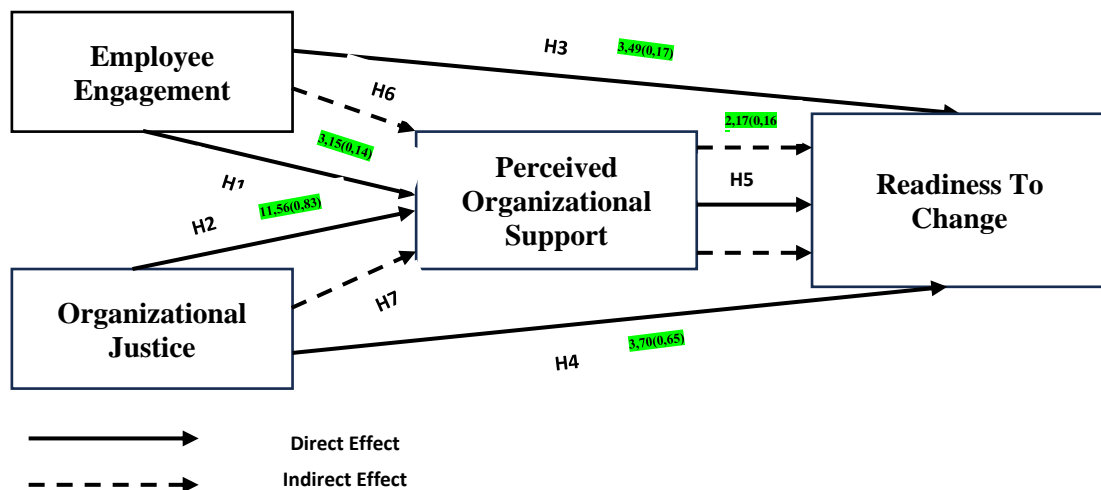 Employee
Engagement
H3
3,49(0,17)
H6
3,15(0,14)
H1
2,17(0,16
Perceived
Organizational
Support
H5
Readiness To
Change
H2
11,56(0,83)
Organizational
Justice
H7
H4
3,70(0,65)
Direct Effect
Indirect Effect